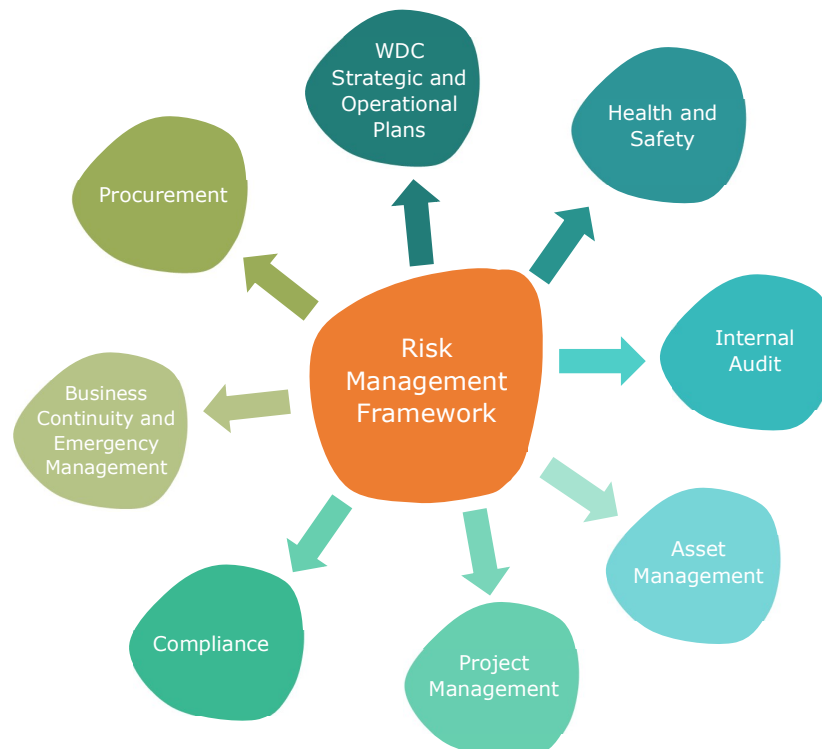 WDC
Strategic and
Operational
Plans
Health and
Safety
Procurement
Internal
Audit
Risk
Management
Framework
Business
Continuity and
Emergency
Management
Asset
Management
Compliance
Project
Management